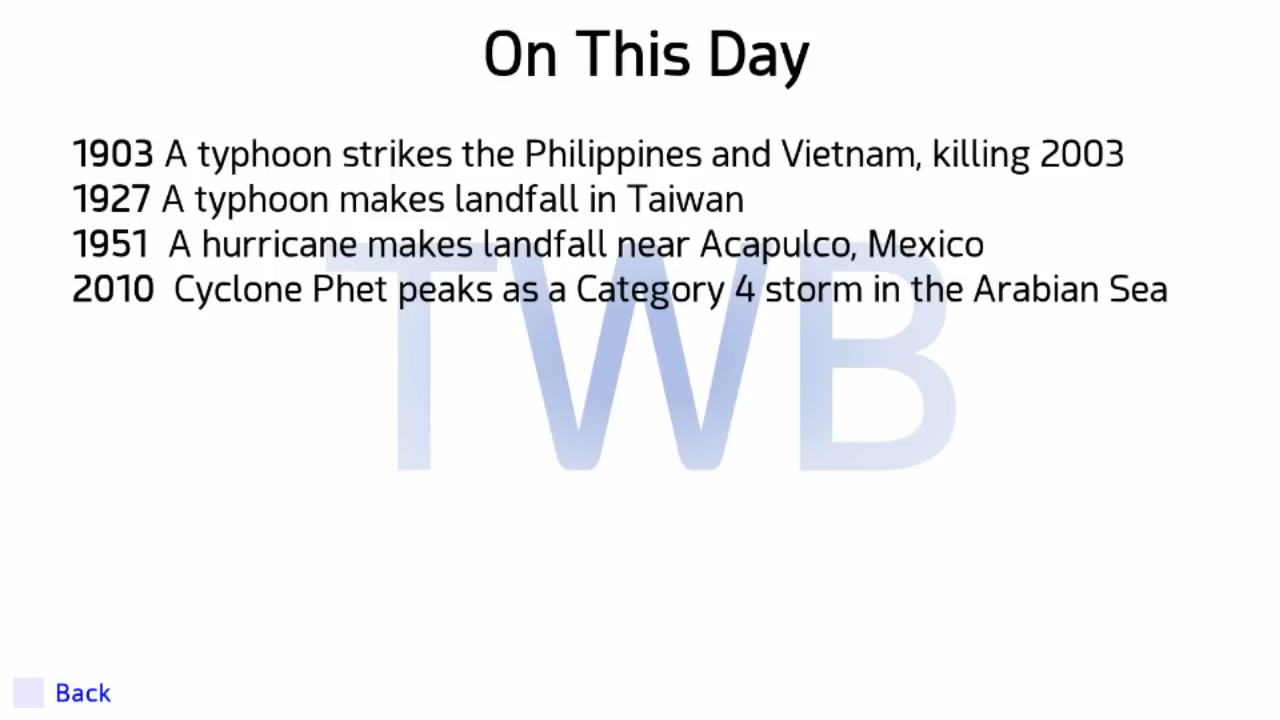 On This Day
1903 A typhoon strikes the Philippines and Vietnam, killing 2003
1927 A typhoon makes landfall in Taiwan
1951 A hurricane makes landfall near Acapulco, Mexico
2010 Cyclone Phet peaks as a Category 4 storm in the Arabian Sea
TWB
Back